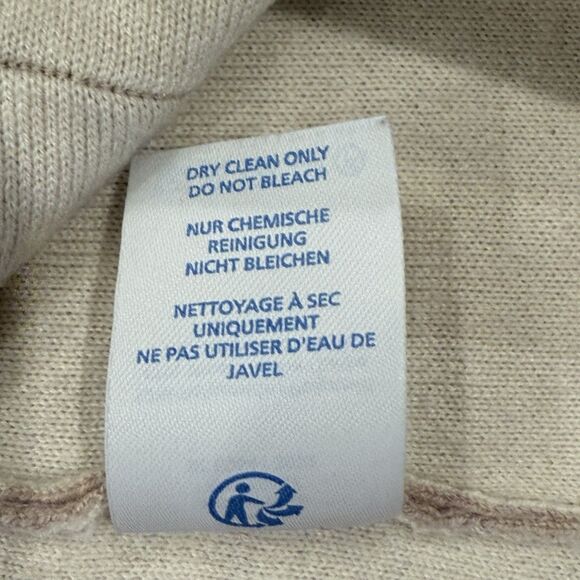 DRY CLEAN ONLY
DO NOT BLEACH
NUR CHEMISCHE
REINIGUNG
NICHT BLEICHEN
NETTOYAGE À SEC
UNIQUEMENT
NE PAS UTILISER D'EAU DE
JAVEL